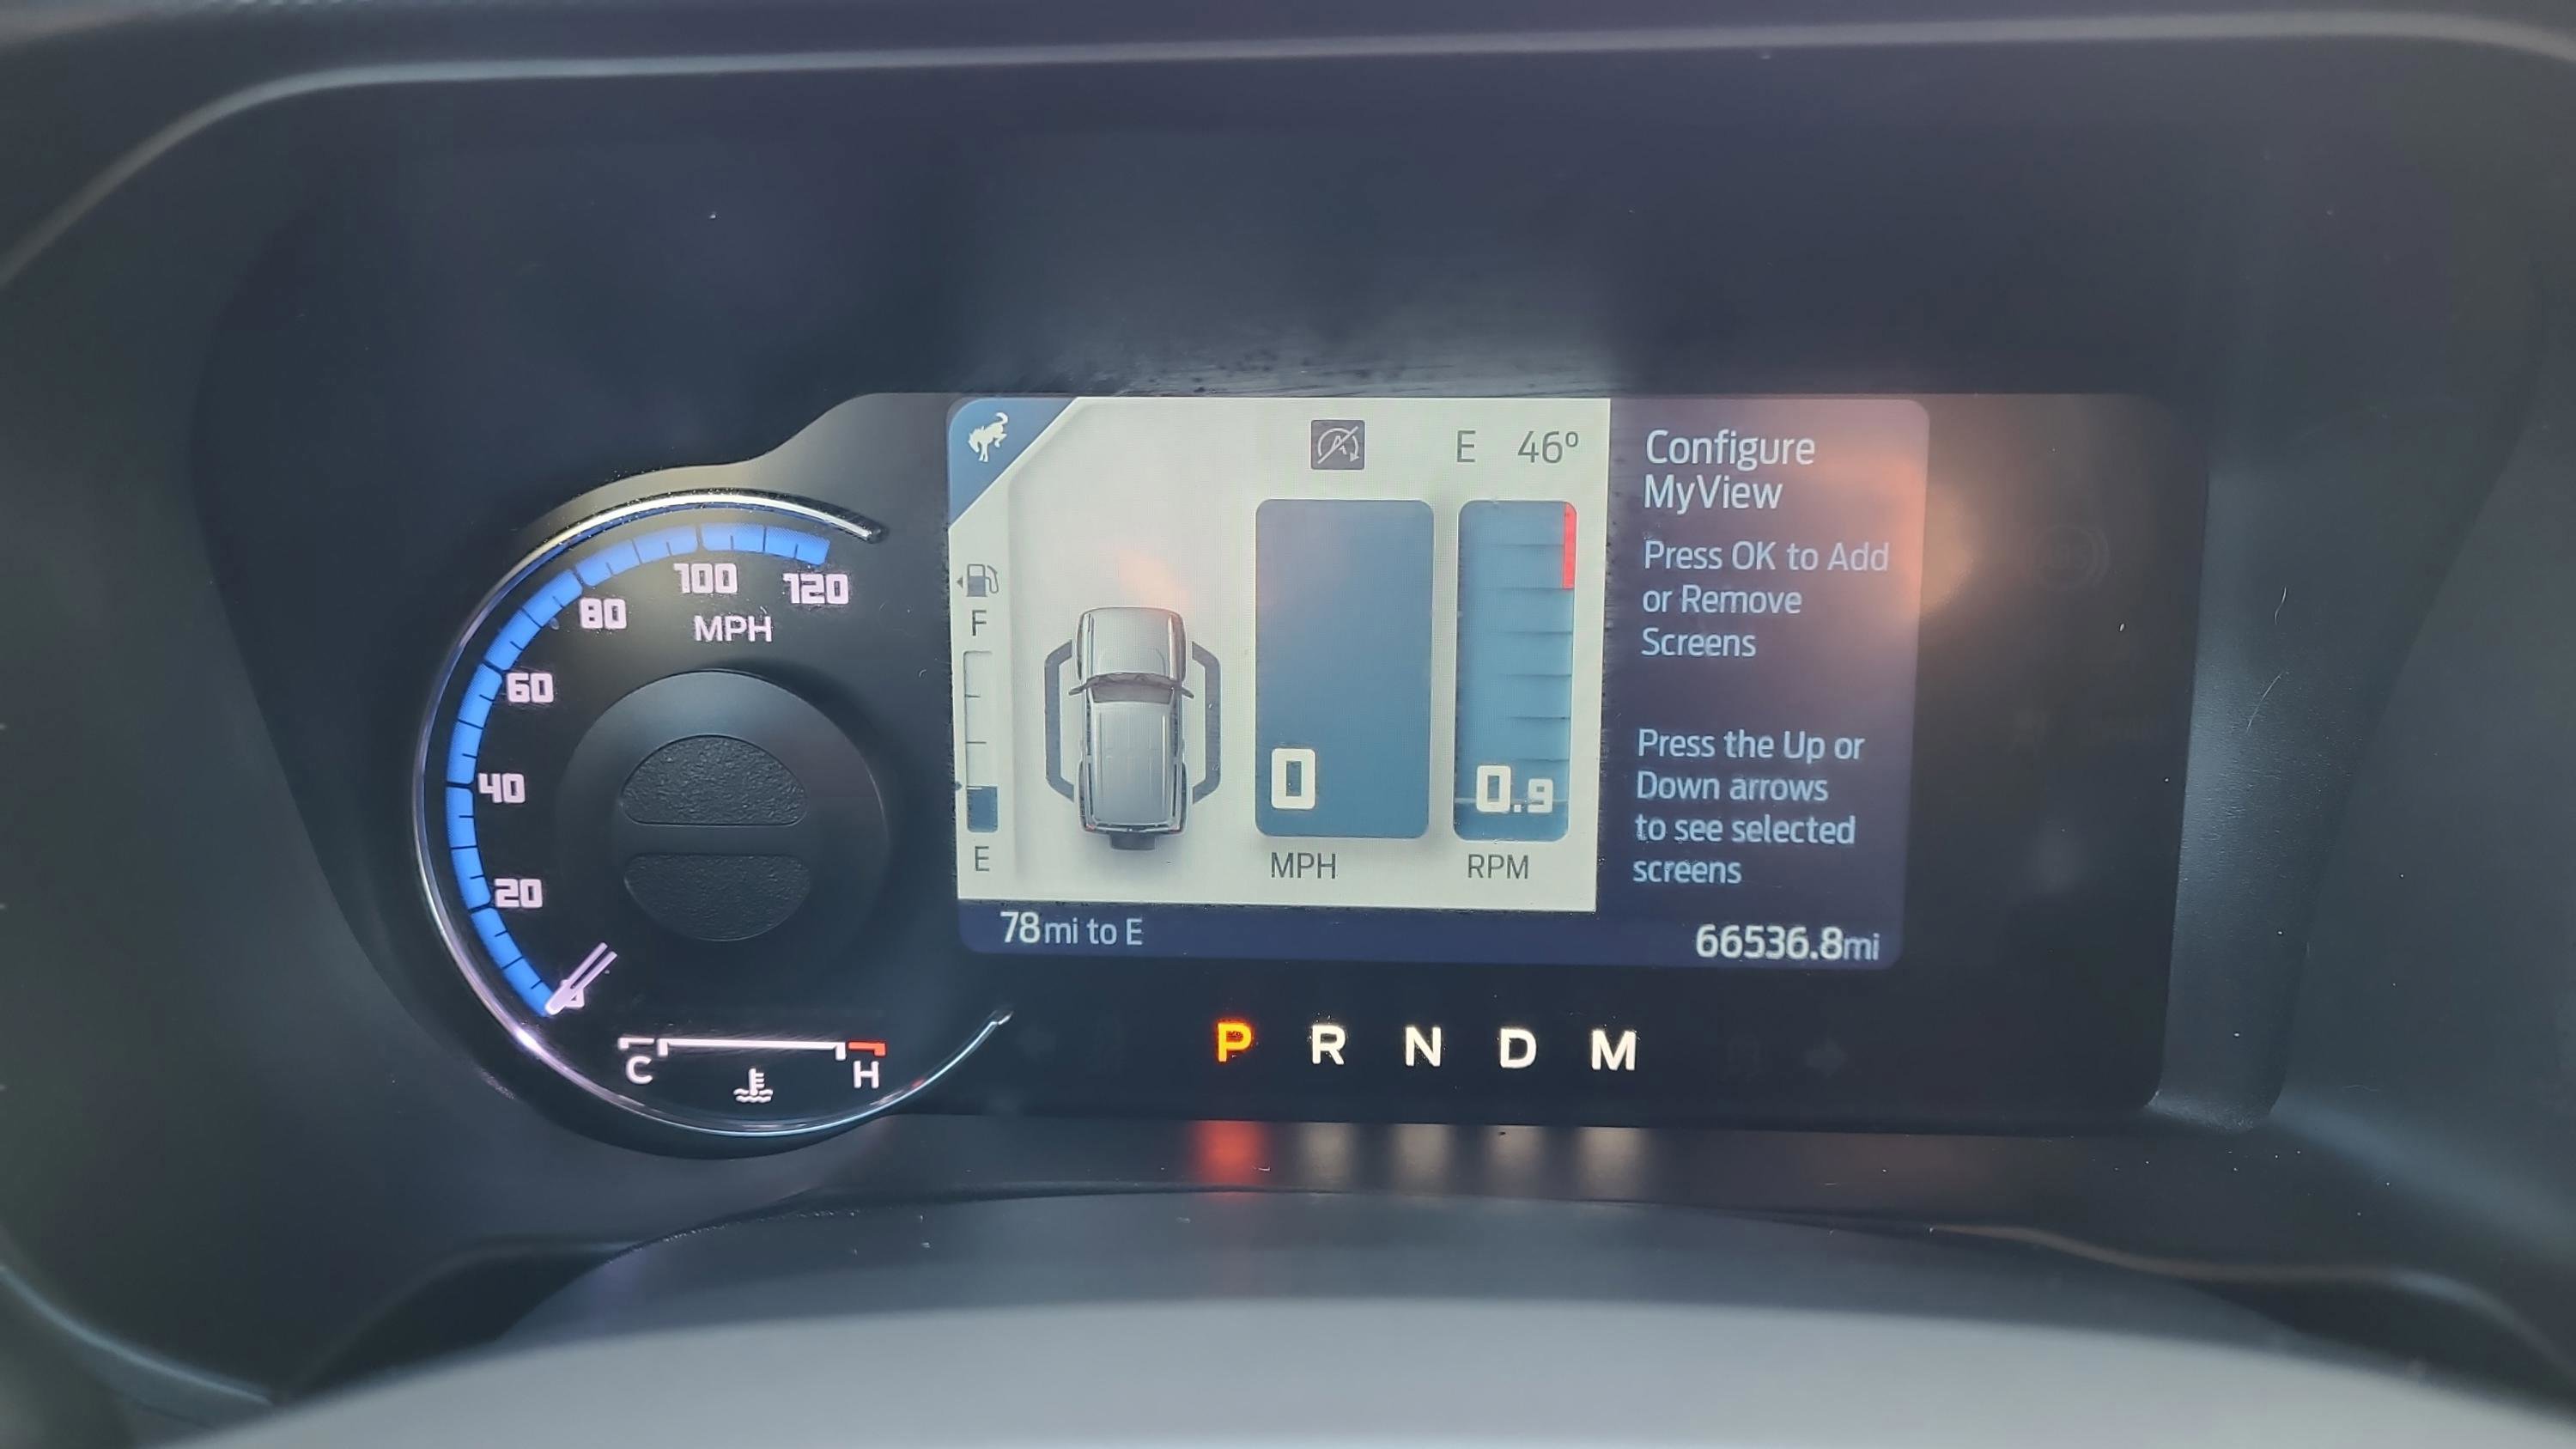 100
120
80
MPH
60
40
20
0
C
H
E 46°
F
E
0
MPH
0.9
RPM
Configure
MyView
Press OK to Add
or Remove
Screens
Press the Up or
Down arrows
to see selected
screens
78mi to E
66536.8mi
P R N D M